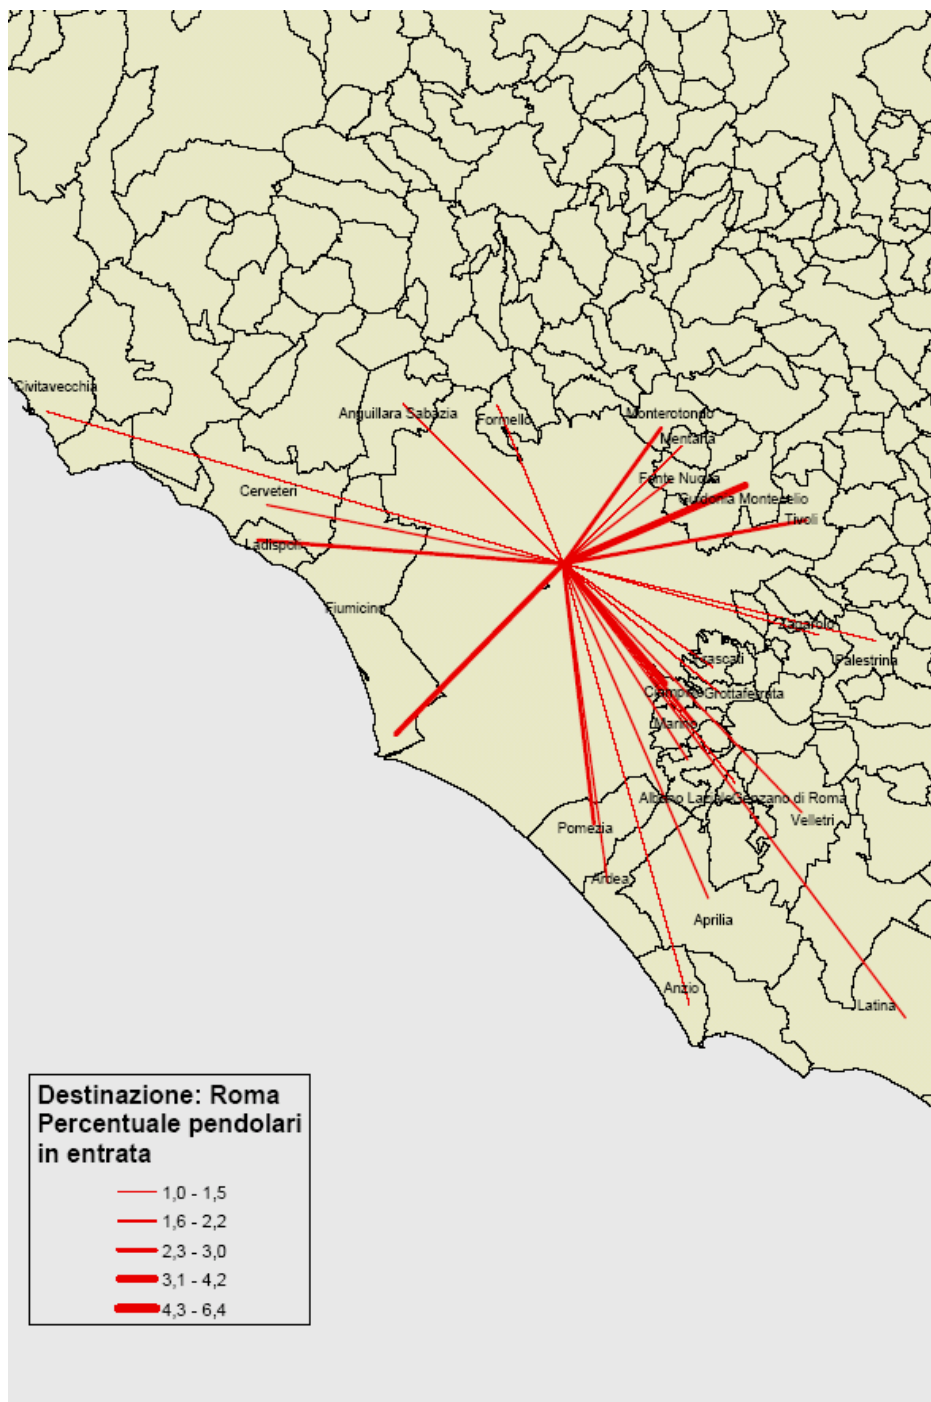 Civitavecchia
Anguillara Sabazia
Formello
Monterotondo
Mentana
Fonte Nuova
Cerveteri
Guidonia Montecelio
Tivoli
Ladispoli
Fiumicino
Zagarolo
Frascati
Palestrina
Ciampino
Grottaferrata
Marino
Albano Laziale
Genzano di Roma
Velletri
Pomezia
Ardea
Aprilia
Anzio
Latina
Destinazione: Roma
Percentuale pendolari
in entrata
1,0 - 1,5
1,6 - 2,2
2,3 - 3,0
3,1 - 4,2
4,3 - 6,4